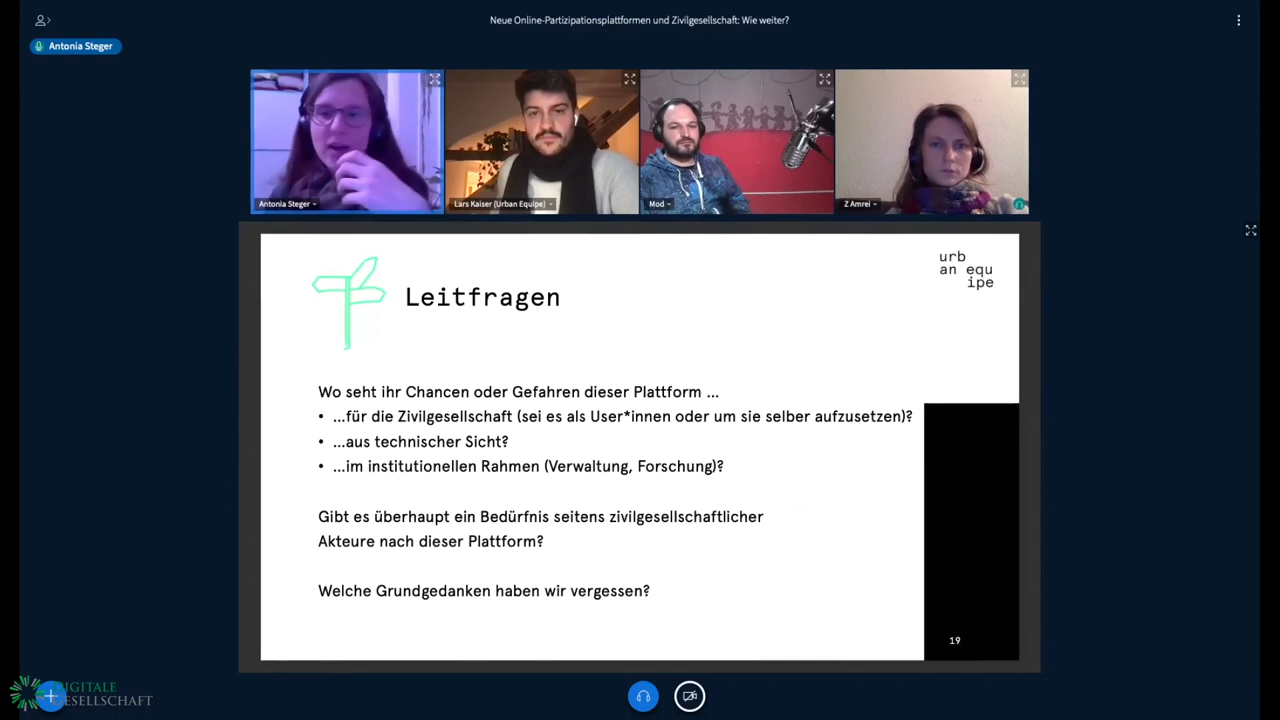 Neue Online-Partizipationsplattformen und Zivilgesellschaft: Wie weiter?
Antonia Steger
Antonia Steger
Lars Kaiser (Urban Equipe)
Mod
Z Amrei
urb
an equ
ipe
Leitfragen
Wo seht ihr Chancen oder Gefahren dieser Plattform ...
• ...für die Zivilgesellschaft (sei es als User*innen oder um sie selber aufzusetzen)?
• ...aus technischer Sicht?
• ...im institutionellen Rahmen (Verwaltung, Forschung)?
Gibt es überhaupt ein Bedürfnis seitens zivilgesellschaftlicher
Akteure nach dieser Plattform?
Welche Grundgedanken haben wir vergessen?
19
DIGITALE
GESELLSCHAFT